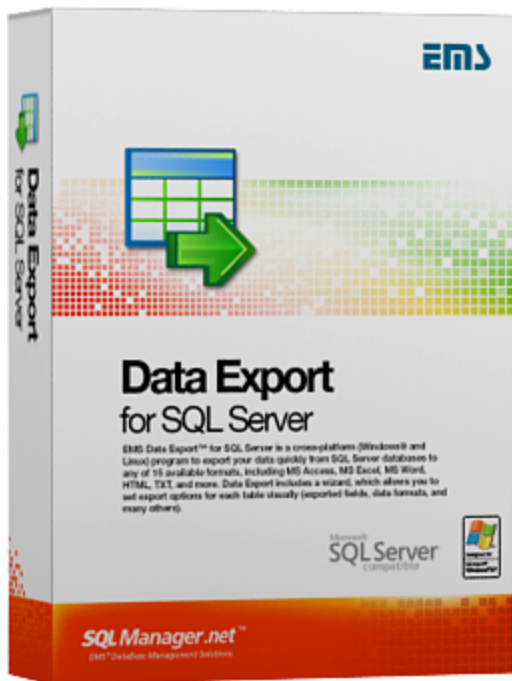 EMS
Data Export
for SQL Server
Data Export
for SQL Server
EMS Data Export™ for SQL Server is a cross-platform (Windows® and
Linux) program to export your data quickly from SQL Server databases to
any of 15 available formats, including MS Access, MS Excel, MS Word,
HTML, TXT, and more. Data Export includes a wizard, which allows you to
set export options for each table visually (exported fields, data formats, and
many others).
Microsoft
SQL Server
compatible
SQL Manager.net™
EMS™ DataBase Management Solutions